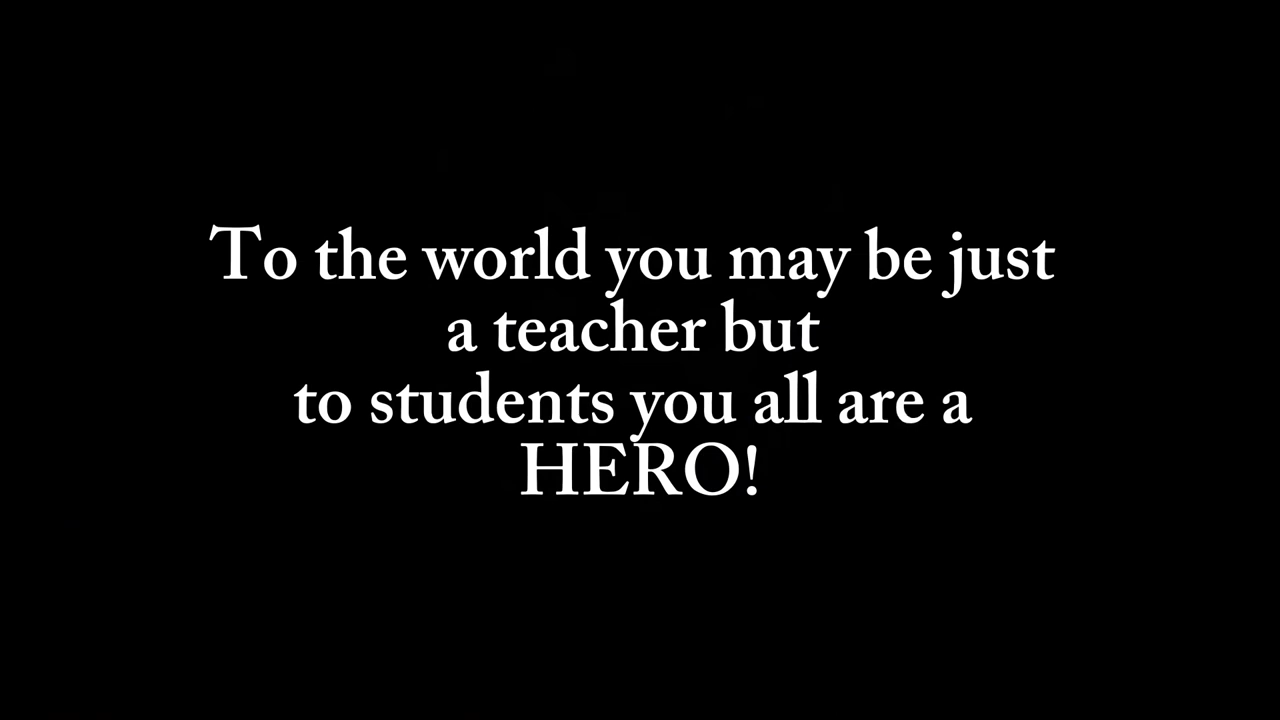 To the world you may be just
a teacher but
to students you all are a
HERO!